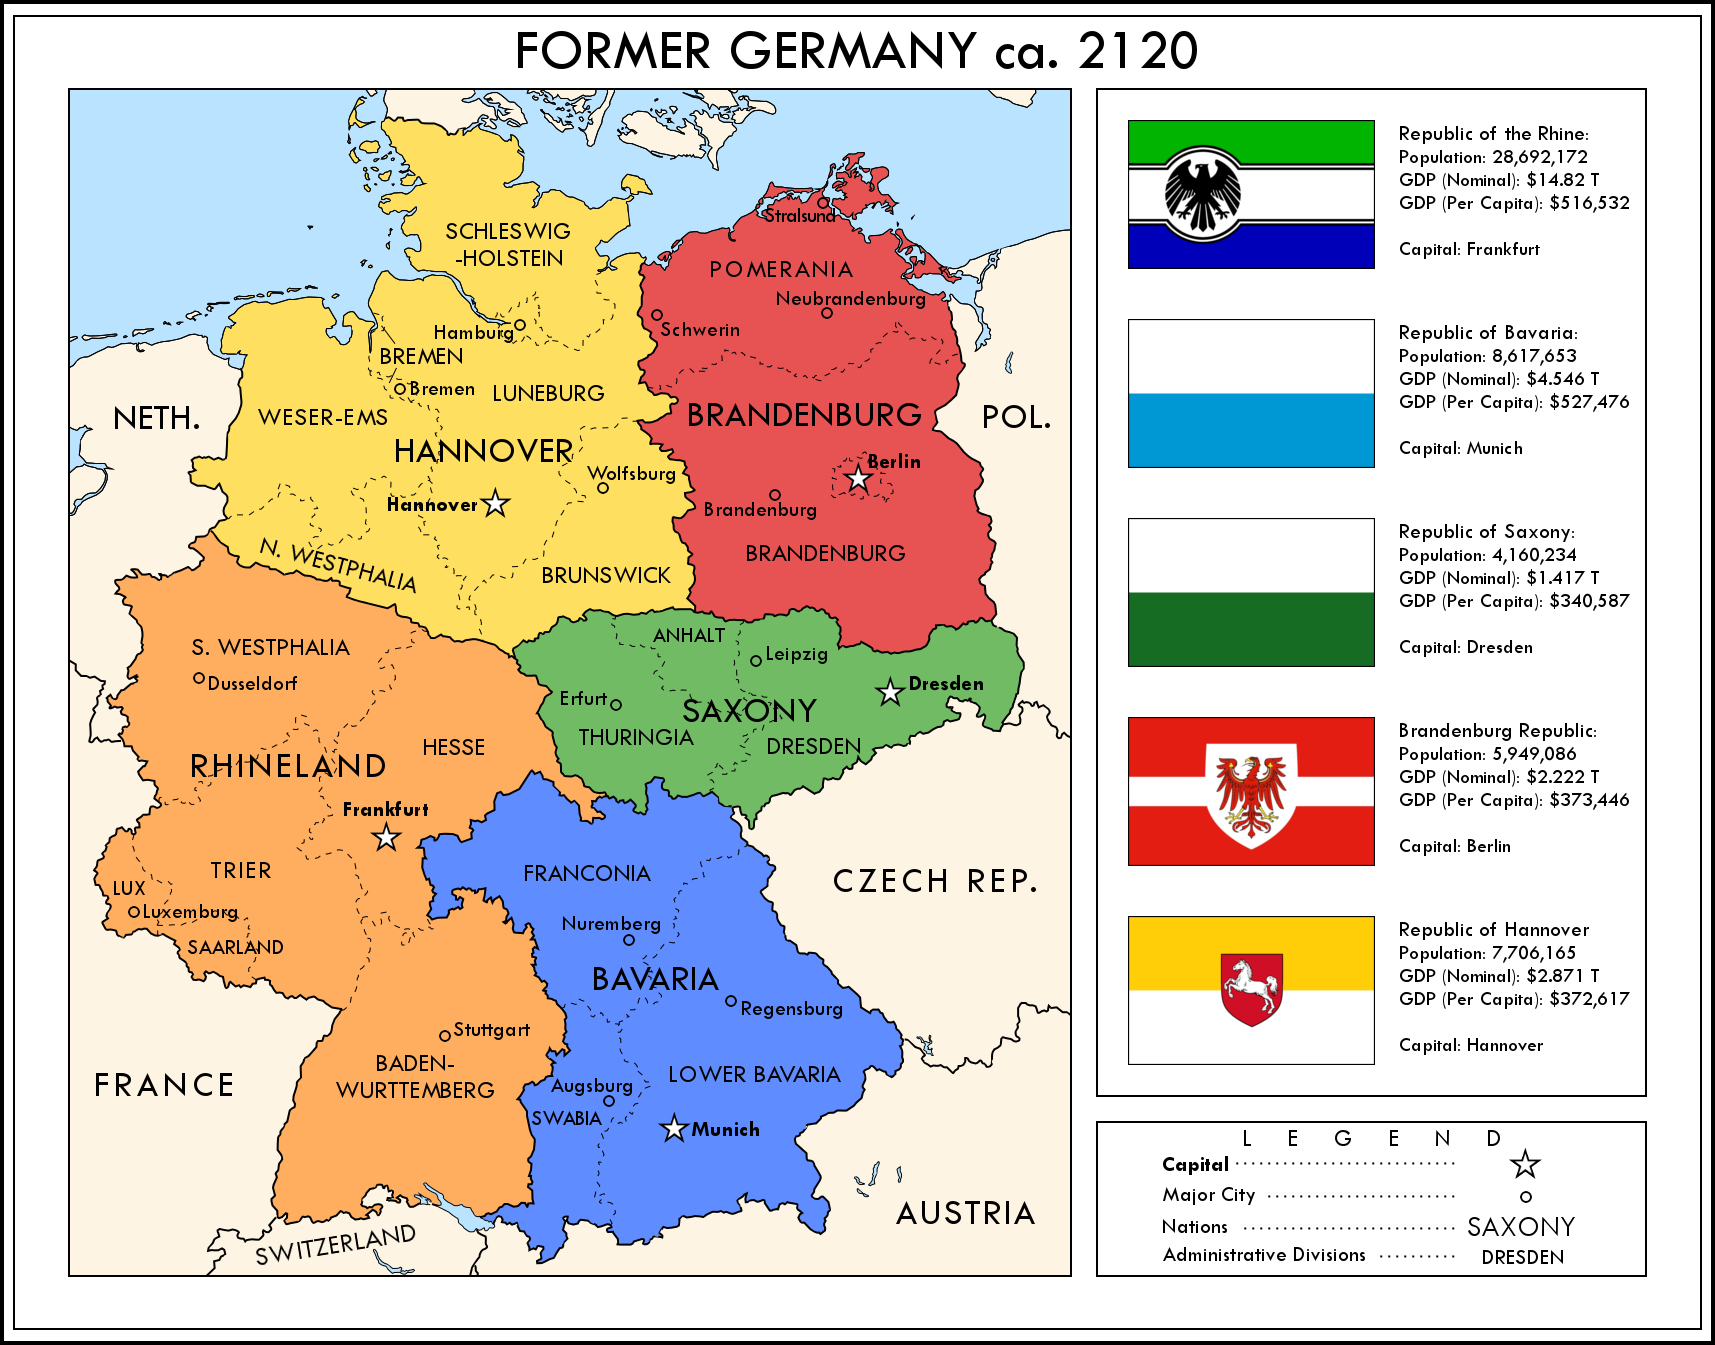 FORMER GERMANY ca. 2120
SCHLESWIG
-HOLSTEIN
Hamburg
BREMEN
Bremen
LUNEBURG
WESER-EMS
HANNOVER
Wolfsburg
Hannover
N. WESTPHALIA
BRUNSWICK
Stralsund
POMERANIA
Neubrandenburg
Schwerin
BRANDENBURG
Berlin
Brandenburg
BRANDENBURG
NETH.
POL.
S. WESTPHALIA
Dusseldorf
RHINELAND
HESSE
Frankfurt
TRIER
LUX
Luxemburg
SAARLAND
Stuttgart
BADEN-
WURTTEMBERG
ANHALT
Leipzig
Erfurt
SAXONY
Dresden
THURINGIA
DRESDEN
FRANCONIA
Nuremberg
BAVARIA
Regensburg
LOWER BAVARIA
Augsburg
SWABIA
Munich
CZECH REP.
FRANCE
SWITZERLAND
AUSTRIA
Republic of the Rhine:
Population: 28,692,172
GDP (Nominal): $14.82 T
GDP (Per Capita): $516,532
Capital: Frankfurt
Republic of Bavaria:
Population: 8,617,653
GDP (Nominal): $4.546 T
GDP (Per Capita): $527,476
Capital: Munich
Republic of Saxony:
Population: 4,160,234
GDP (Nominal): $1.417 T
GDP (Per Capita): $340,587
Capital: Dresden
Brandenburg Republic:
Population: 5,949,086
GDP (Nominal): $2.222 T
GDP (Per Capita): $373,446
Capital: Berlin
Republic of Hannover
Population: 7,706,165
GDP (Nominal): $2.871 T
GDP (Per Capita): $372,617
Capital: Hannover
LEGEND
Capital
Major City
Nations SAXONY
Administrative Divisions DRESDEN